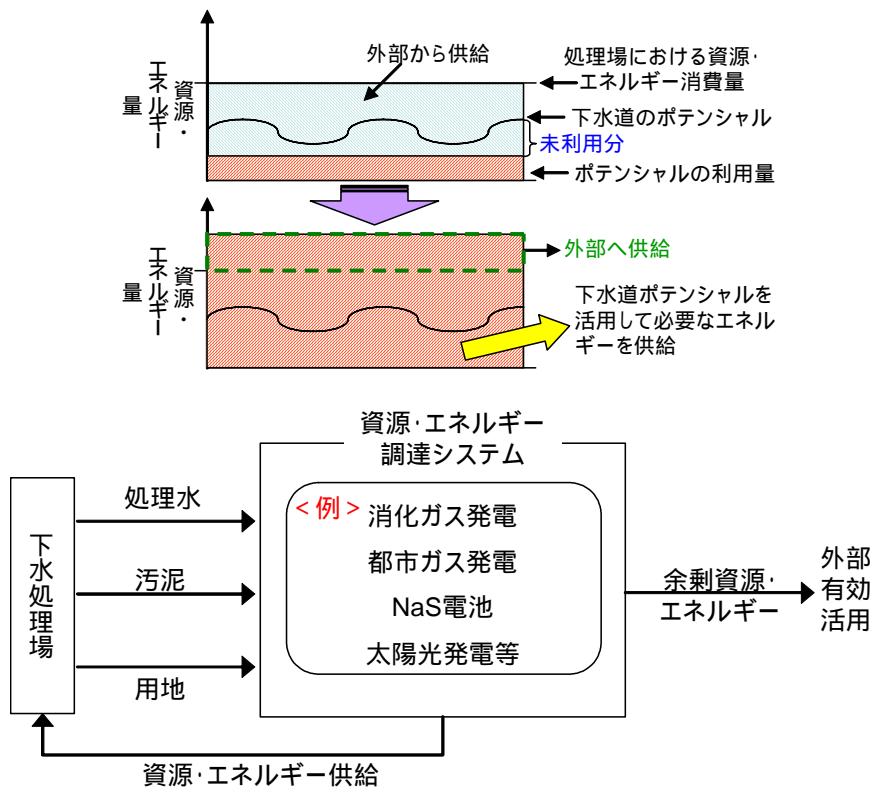 外部から供給
処理場における資源・
エネルギー消費量
下水道のポテンシャル
未利用分
ポテンシャルの利用量
資源・
エネルギー
量
外部へ供給
下水道ポテンシャルを
活用して必要なエネル
ギーを供給
資源・
エネルギー
量
資源・エネルギー
調達システム
<例>
消化ガス発電
都市ガス発電
NaS電池
太陽光発電等
下水処理場
処理水
汚泥
用地
余剰資源・
エネルギー
外部
有効
活用
資源・エネルギー供給